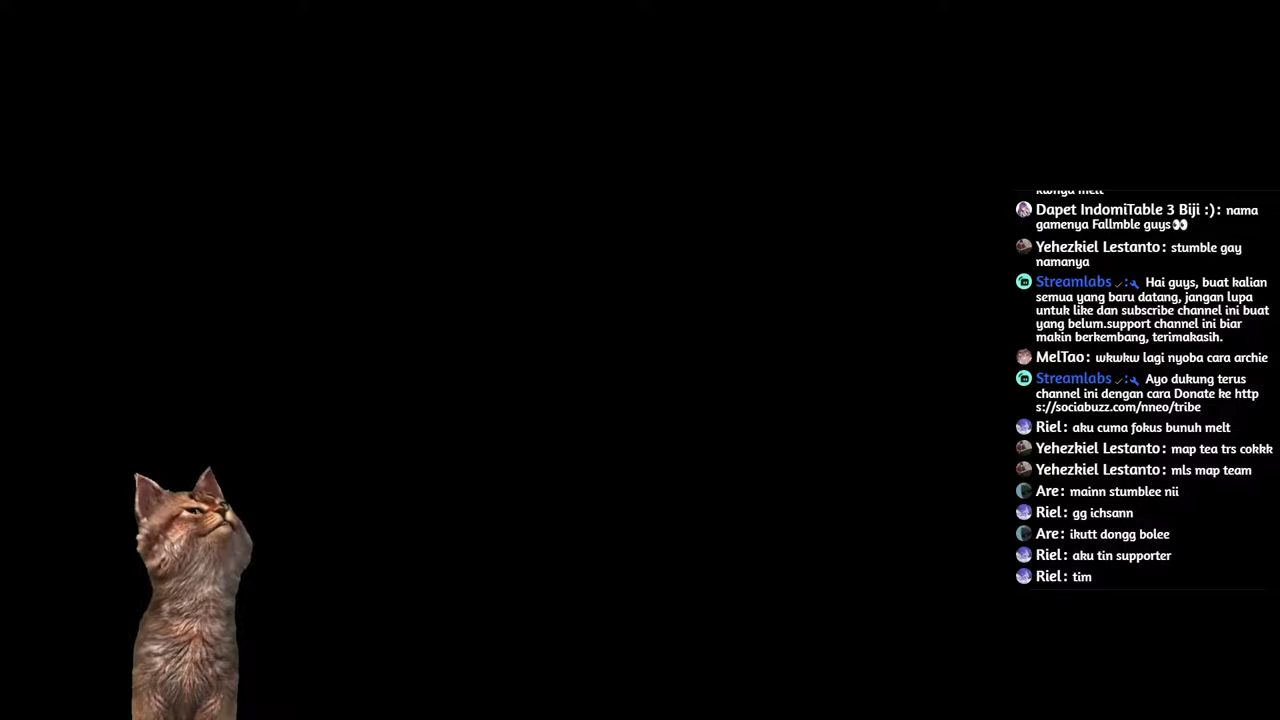 kwnya melt
Dapet IndomiTable 3 Biji :): nama
gamenya Fallmble guys👀
Yehezkiel Lestanto: stumble gay
namanya
Streamlabs ✓:🔧 Hai guys, buat kalian
semua yang baru datang, jangan lupa
untuk like dan subscribe channel ini buat
yang belum.support channel ini biar
makin berkembang, terimakasih.
MelTao: wkwkw lagi nyoba cara archie
Streamlabs ✓:🔧 Ayo dukung terus
channel ini dengan cara Donate ke http
s://sociabuzz.com/nneo/tribe
Riel: aku cuma fokus bunuh melt
Yehezkiel Lestanto: map tea trs cokkk
Yehezkiel Lestanto: mls map team
Are: mainn stumblee nii
Riel: gg ichsann
Are: ikutt dongg bolee
Riel: aku tin supporter
Riel: tim